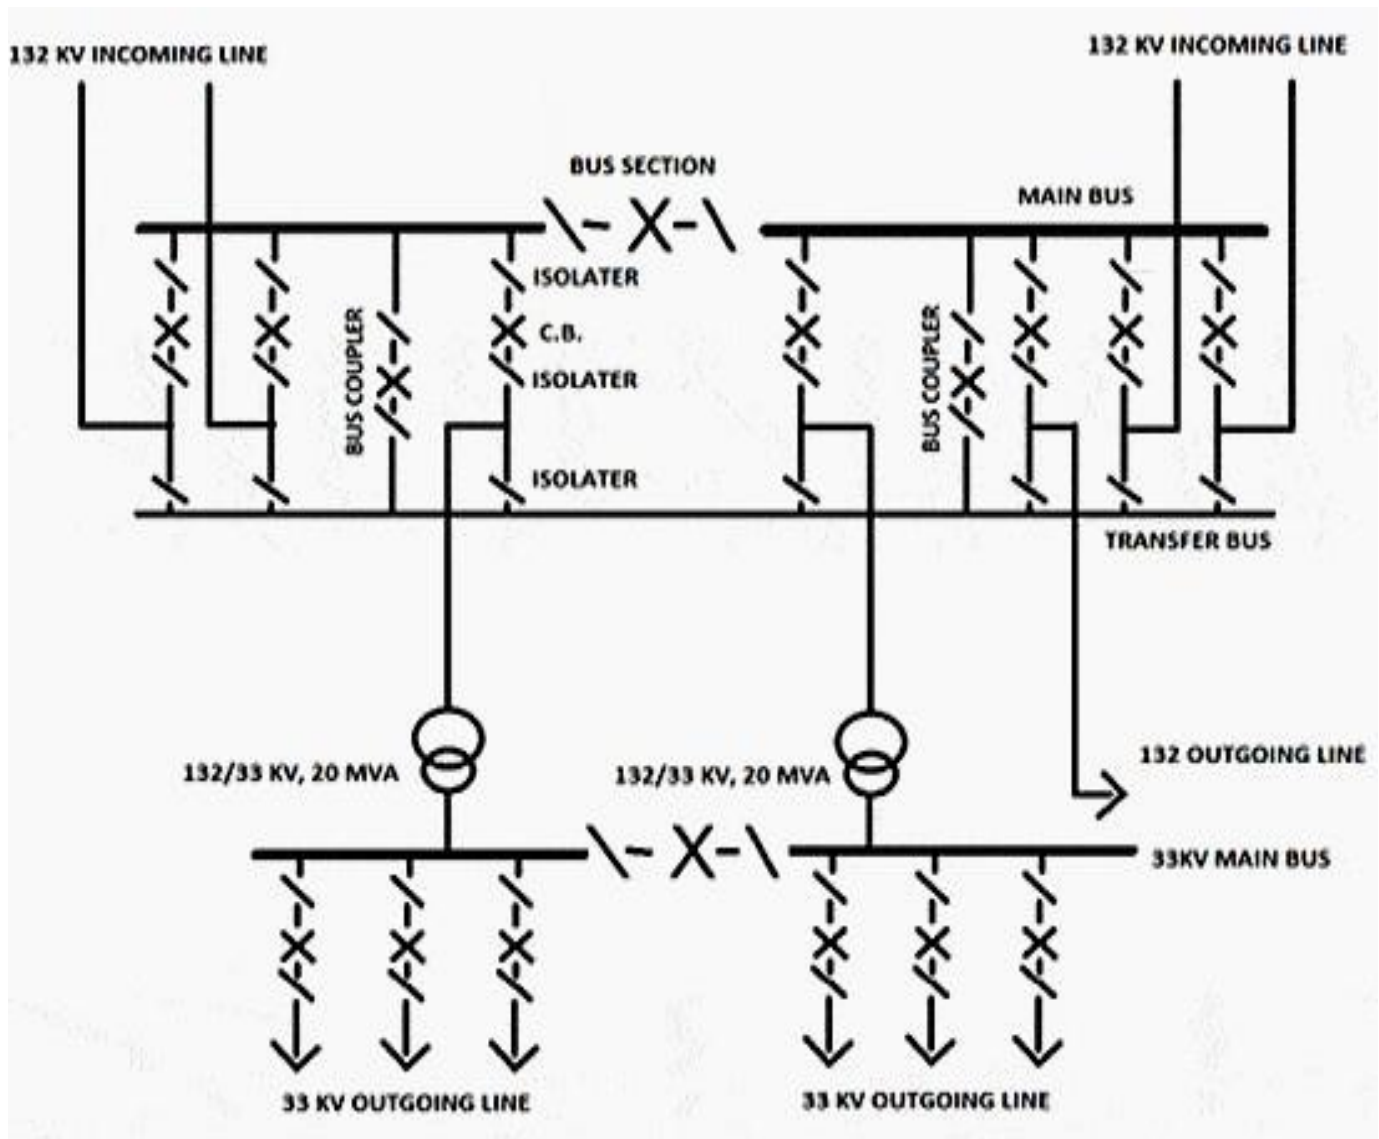 132 KV INCOMING LINE
132 KV INCOMING LINE
BUS SECTION
MAIN BUS
ISOLATER
BUS COUPLER
C.B.
ISOLATER
BUS COUPLER
ISOLATER
TRANSFER BUS
132/33 KV, 20 MVA
132/33 KV, 20 MVA
132 OUTGOING LINE
33KV MAIN BUS
33 KV OUTGOING LINE
33 KV OUTGOING LINE